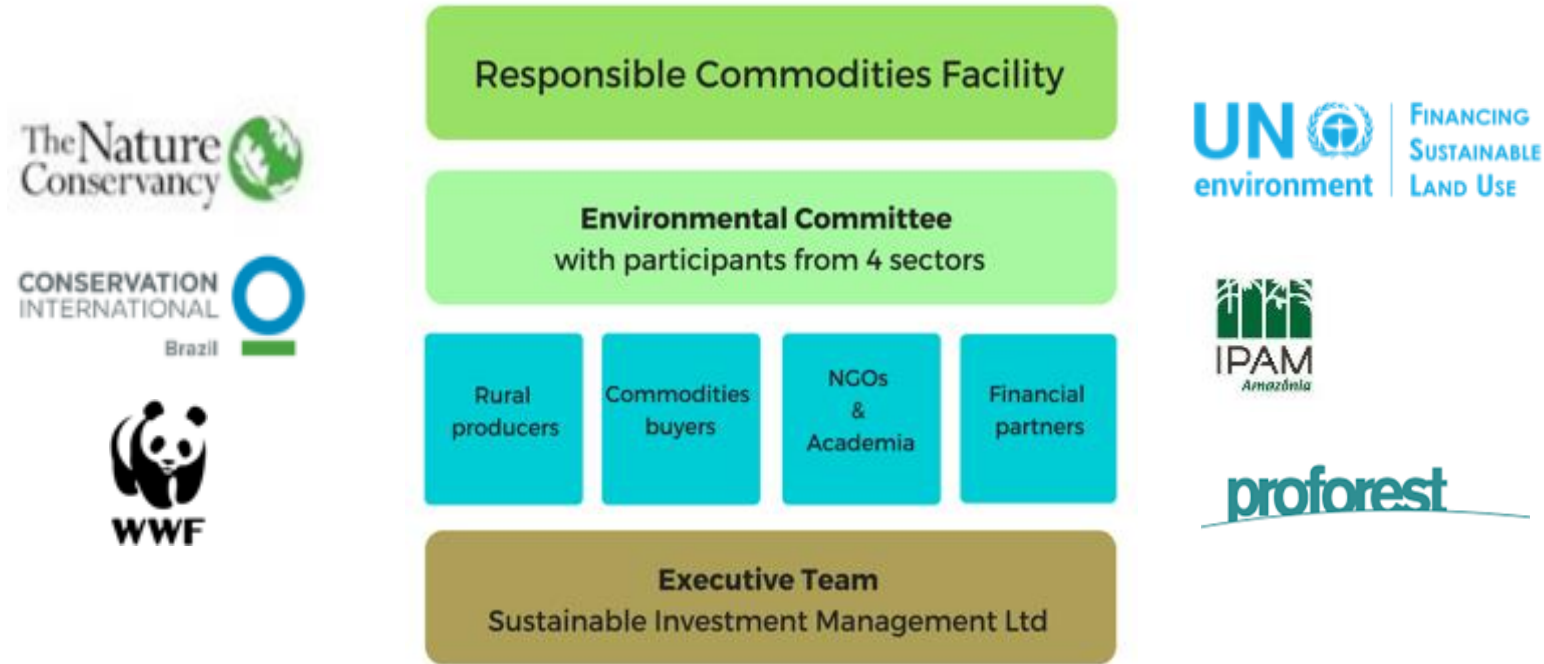 The Nature
Conservancy
CONSERVATION
INTERNATIONAL
Brazil
WWF
Responsible Commodities Facility
Environmental Committee
with participants from 4 sectors
Rural
producers
Commodities
buyers
NGOs
&
Academia
Financial
partners
Executive Team
Sustainable Investment Management Ltd
UN
environment
FINANCING
SUSTAINABLE
LAND USE
IPAM
Amazônia
proforest